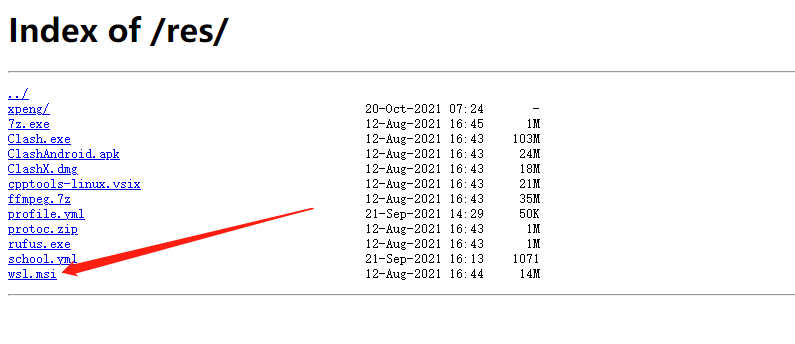 Index of /res/
../
xpeng/ 20-Oct-2021 07:24 -
7z.exe 12-Aug-2021 16:45 1M
Clash.exe 12-Aug-2021 16:43 103M
ClashAndroid.apk 12-Aug-2021 16:43 24M
ClashX.dmg 12-Aug-2021 16:43 18M
cpptools-linux.vsix 12-Aug-2021 16:43 21M
ffmpeg.7z 12-Aug-2021 16:43 35M
profile.yml 21-Sep-2021 14:29 50K
protoc.zip 12-Aug-2021 16:43 1M
rufus.exe 12-Aug-2021 16:43 1M
school.yml 21-Sep-2021 16:13 1071
wsl.msi 12-Aug-2021 16:44 14M